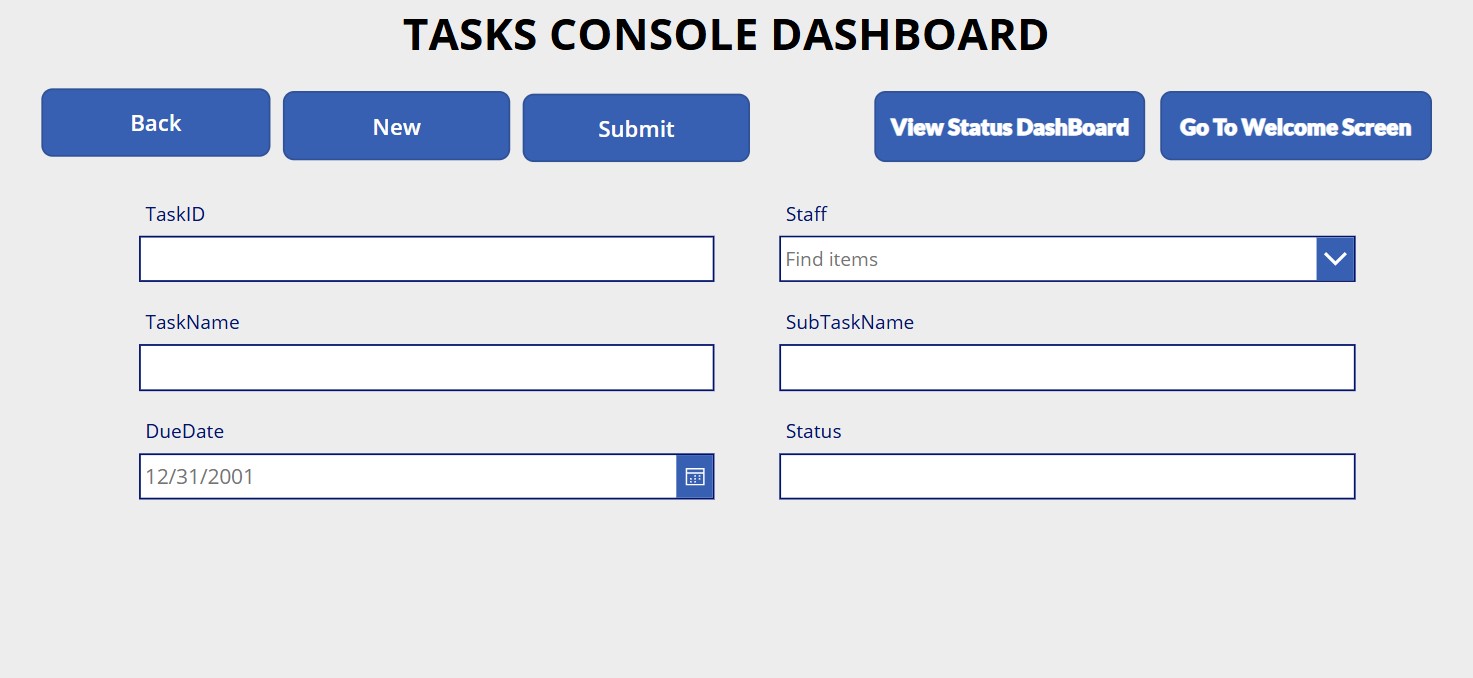 TASKS CONSOLE DASHBOARD
Back
New
Submit
View Status DashBoard
Go To Welcome Screen
TaskID
Staff
Find items
TaskName
SubTaskName
DueDate
Status
12/31/2001